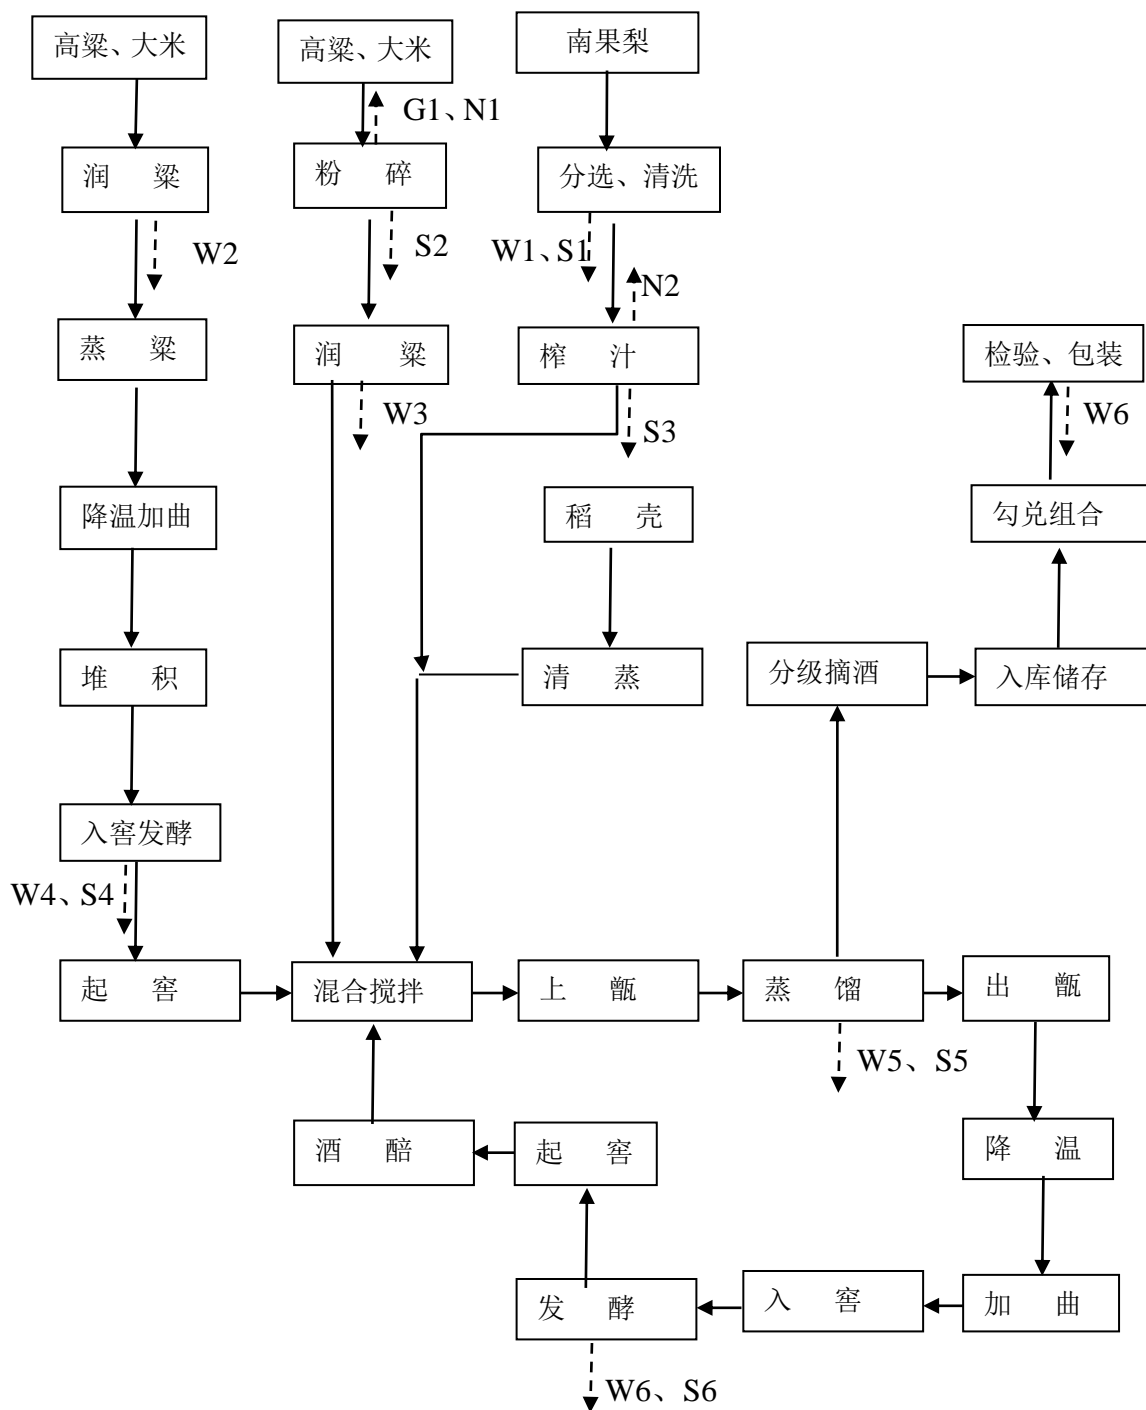 高粱、大米
高粱、大米
南果梨
G1、N1
润 粱
粉 碎
分选、清洗
W2
S2
W1、S1
N2
蒸 粱
润 粱
榨 汁
检验、包装
W3
S3
W6
降温加曲
稻 壳
勾兑组合
堆 积
清 蒸
分级摘酒
入库储存
入窖发酵
W4、S4
起 窖
混合搅拌
上 甑
蒸 馏
出 甑
W5、S5
酒 醅
起 窖
降 温
发 酵
入 窖
加 曲
W6、S6